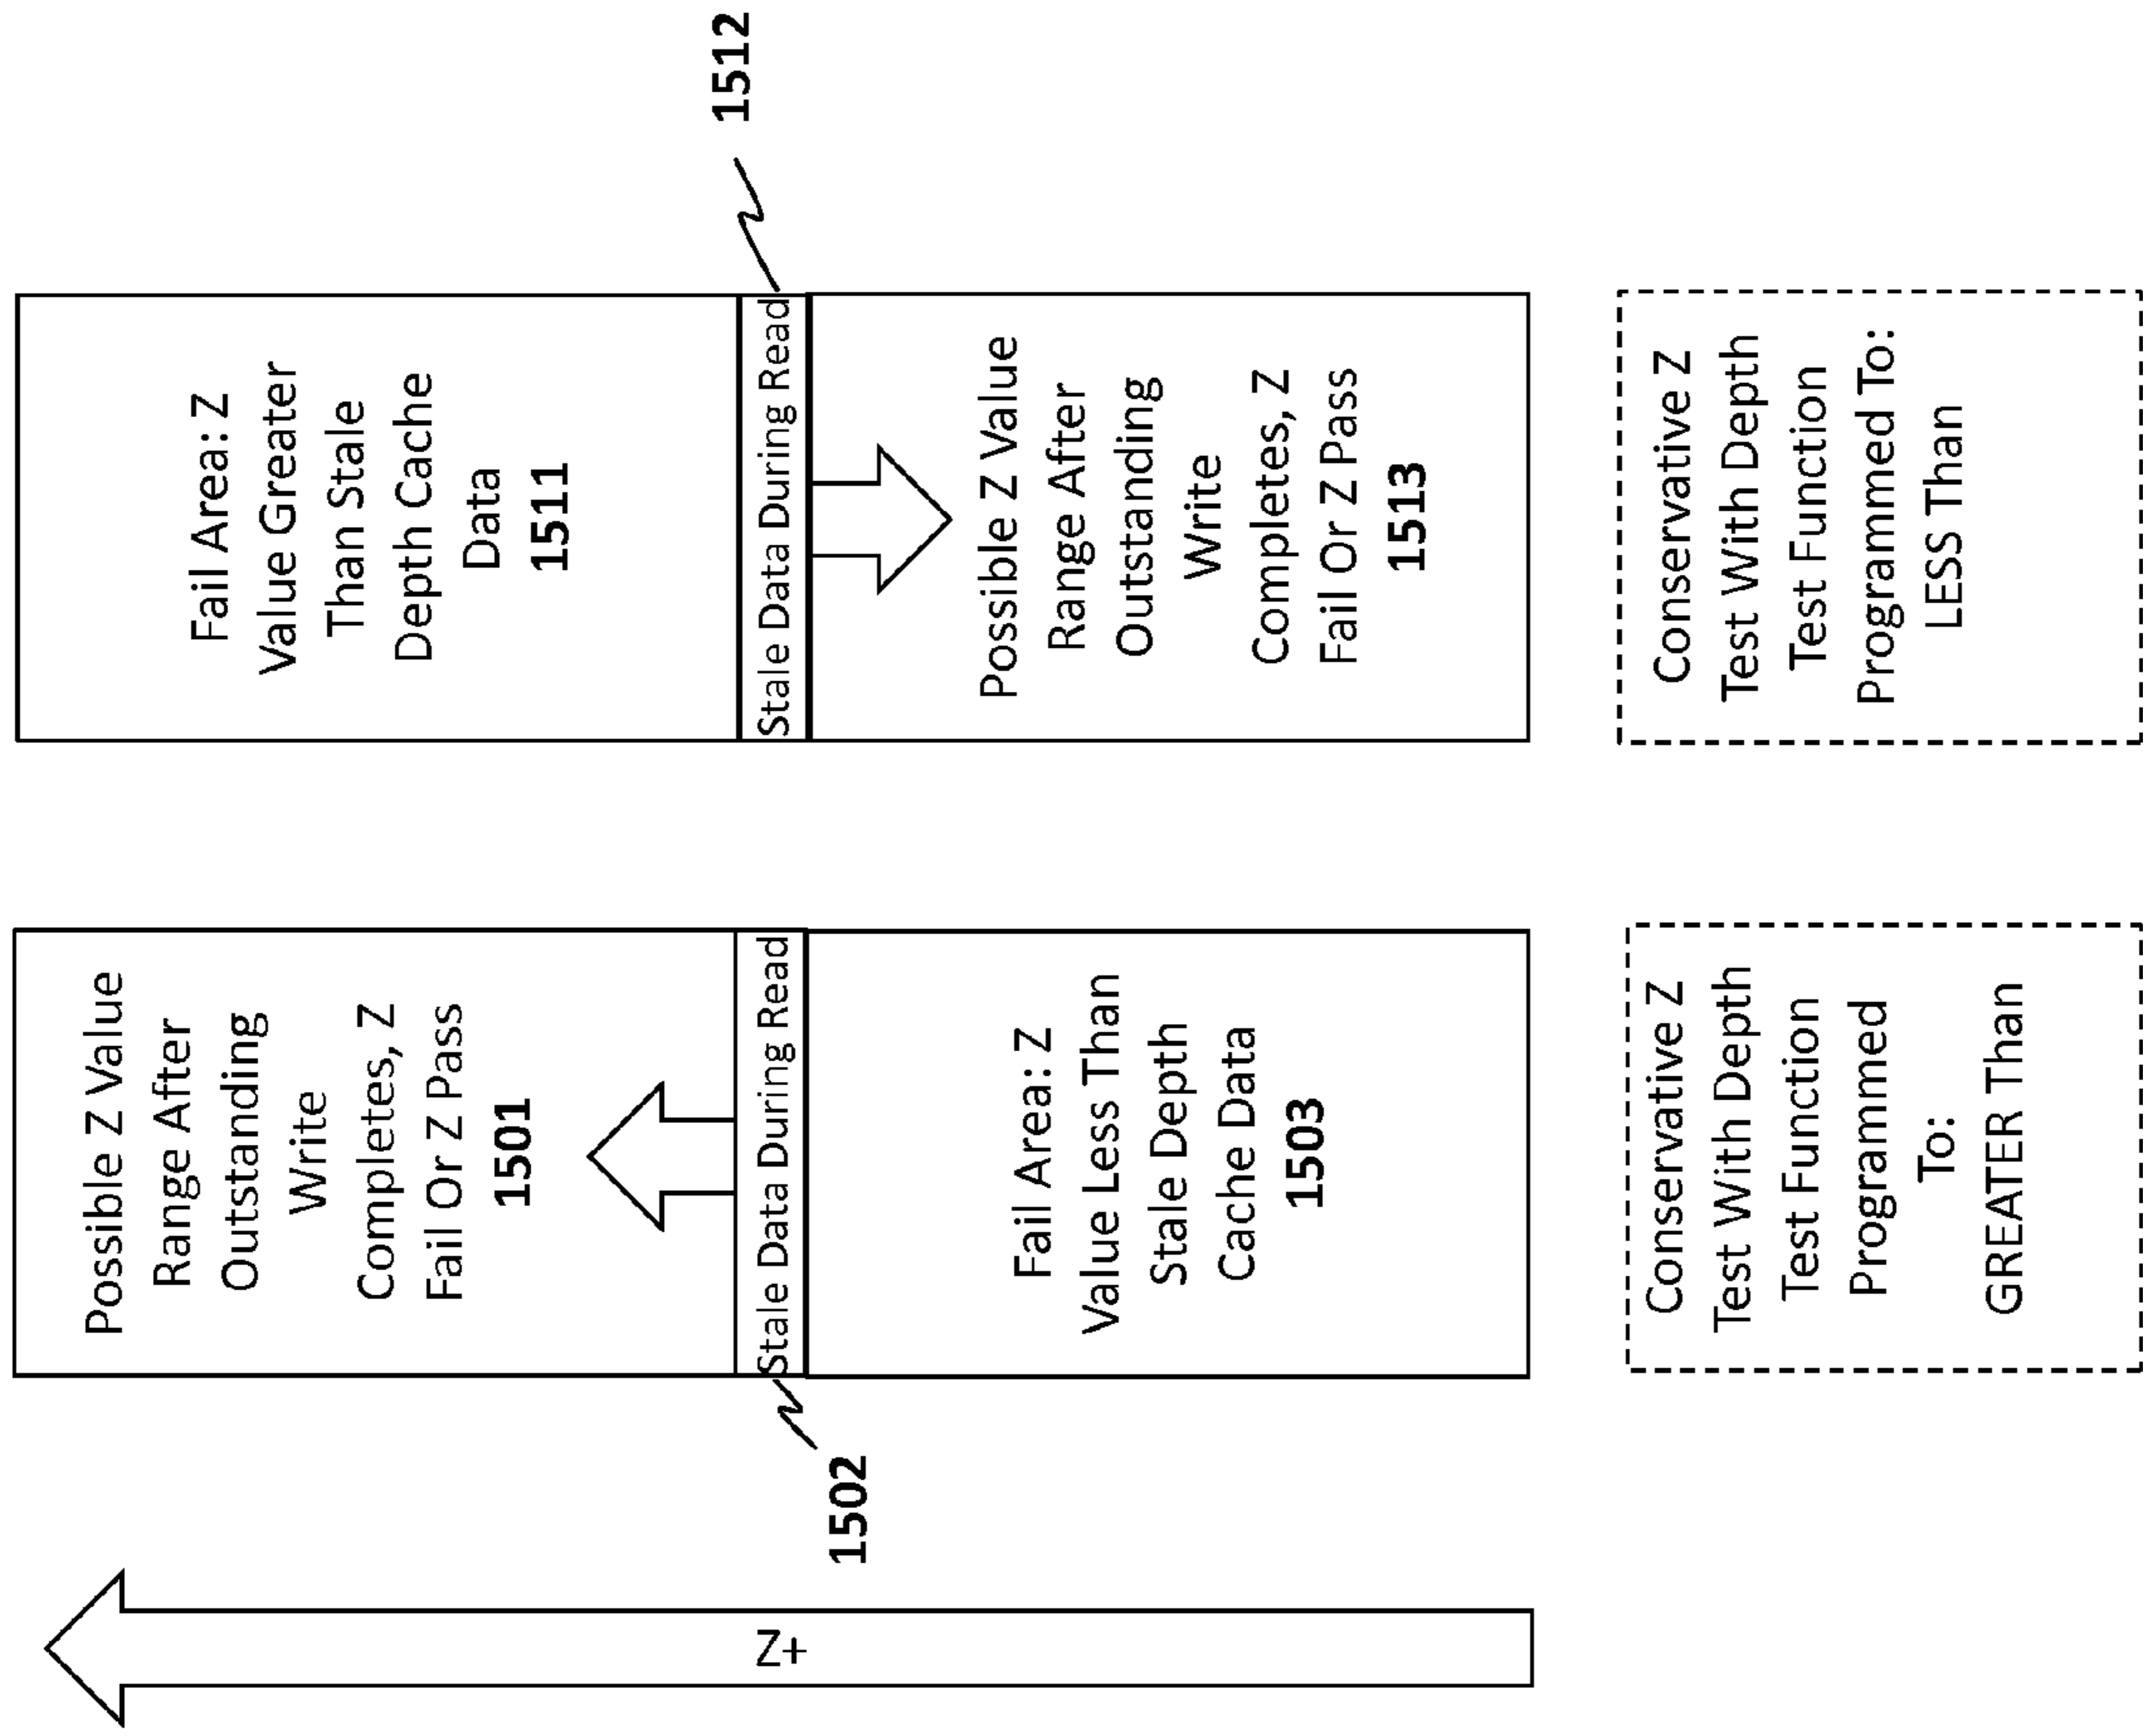 Z+
1502
Conservative Z
Test With Depth
Test Function
Programmed
To:
GREATER Than
Fail Area: Z
Value Less Than
Stale Depth
Cache Data
1503
Stale Data During Read
Possible Z Value
Range After
Outstanding
Write
Completes, Z
Fail Or Z Pass
1501
Conservative Z
Test With Depth
Test Function
Programmed To:
LESS Than
Possible Z Value
Range After
Outstanding
Write
Completes, Z
Fail Or Z Pass
1513
Stale Data During Read
Fail Area: Z
Value Greater
Than Stale
Depth Cache
Data
1511
1512